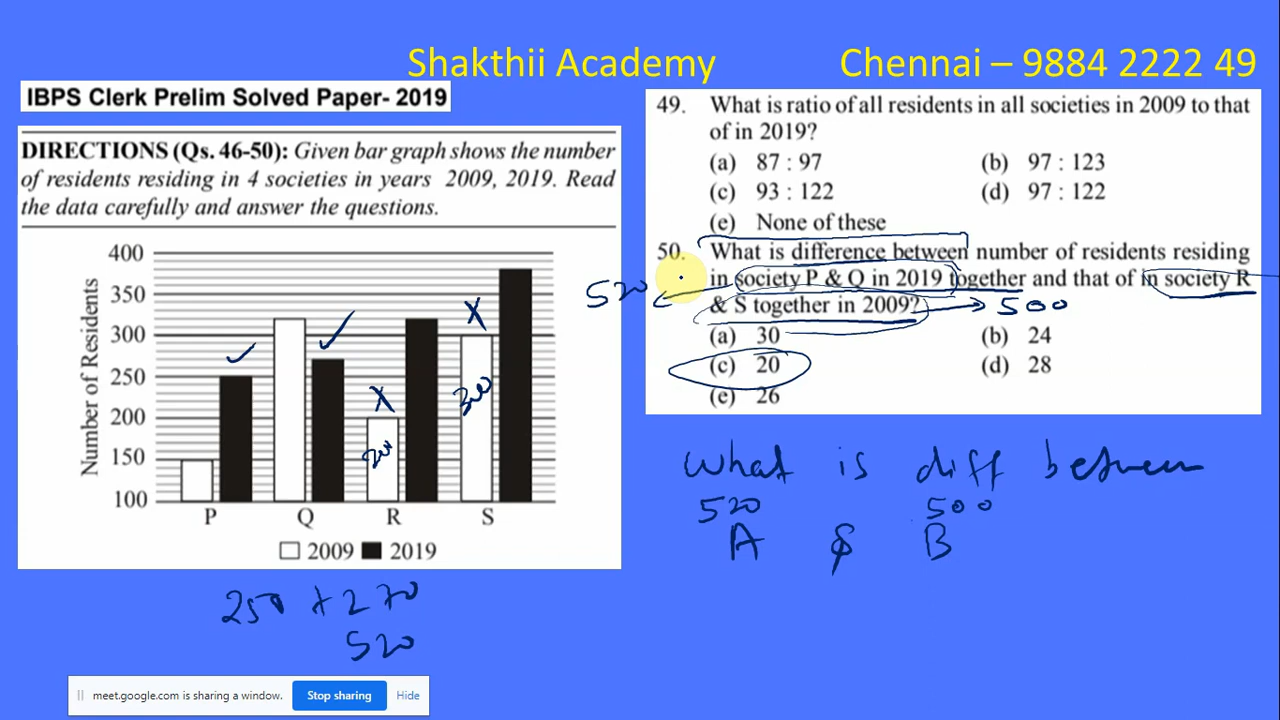 Shakthii Academy Chennai – 9884 2222 49
IBPS Clerk Prelim Solved Paper- 2019
DIRECTIONS (Qs. 46-50): Given bar graph shows the number
of residents residing in 4 societies in years 2009, 2019. Read
the data carefully and answer the questions.
Number of Residents
400
350
300
250
200
150
100
X
X
200
300
P Q R S
2009 2019
250 + 270
520
49. What is ratio of all residents in all societies in 2009 to that
of in 2019?
(a) 87 : 97 (b) 97 : 123
(c) 93 : 122 (d) 97 : 122
(e) None of these
50. What is difference between number of residents residing
in society P & Q in 2019 together and that of in society R
520
& S together in 2009? 500
(a) 30 (b) 24
(c) 20 (d) 28
(e) 26
What is diff between
520 500
A & B
meet.google.com is sharing a window. Stop sharing Hide